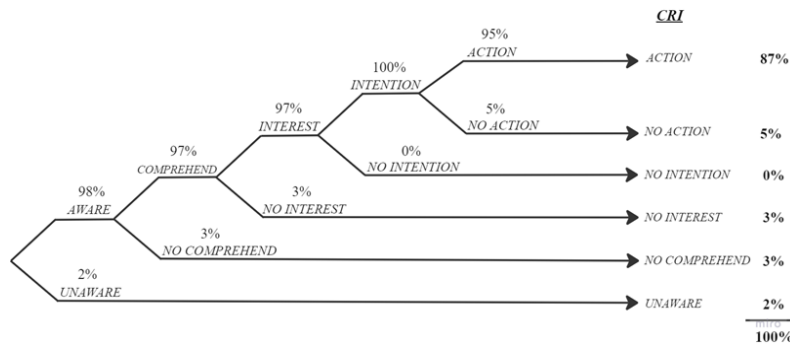 CRI
95%
ACTION
ACTION 87%
100%
INTENTION
5%
NO ACTION
NO ACTION 5%
97%
INTEREST
0%
NO INTENTION
NO INTENTION 0%
97%
COMPREHEND
3%
NO INTEREST
NO INTEREST 3%
98%
AWARE
3%
NO COMPREHEND
NO COMPREHEND 3%
2%
UNAWARE
UNAWARE 2%
miro
100%